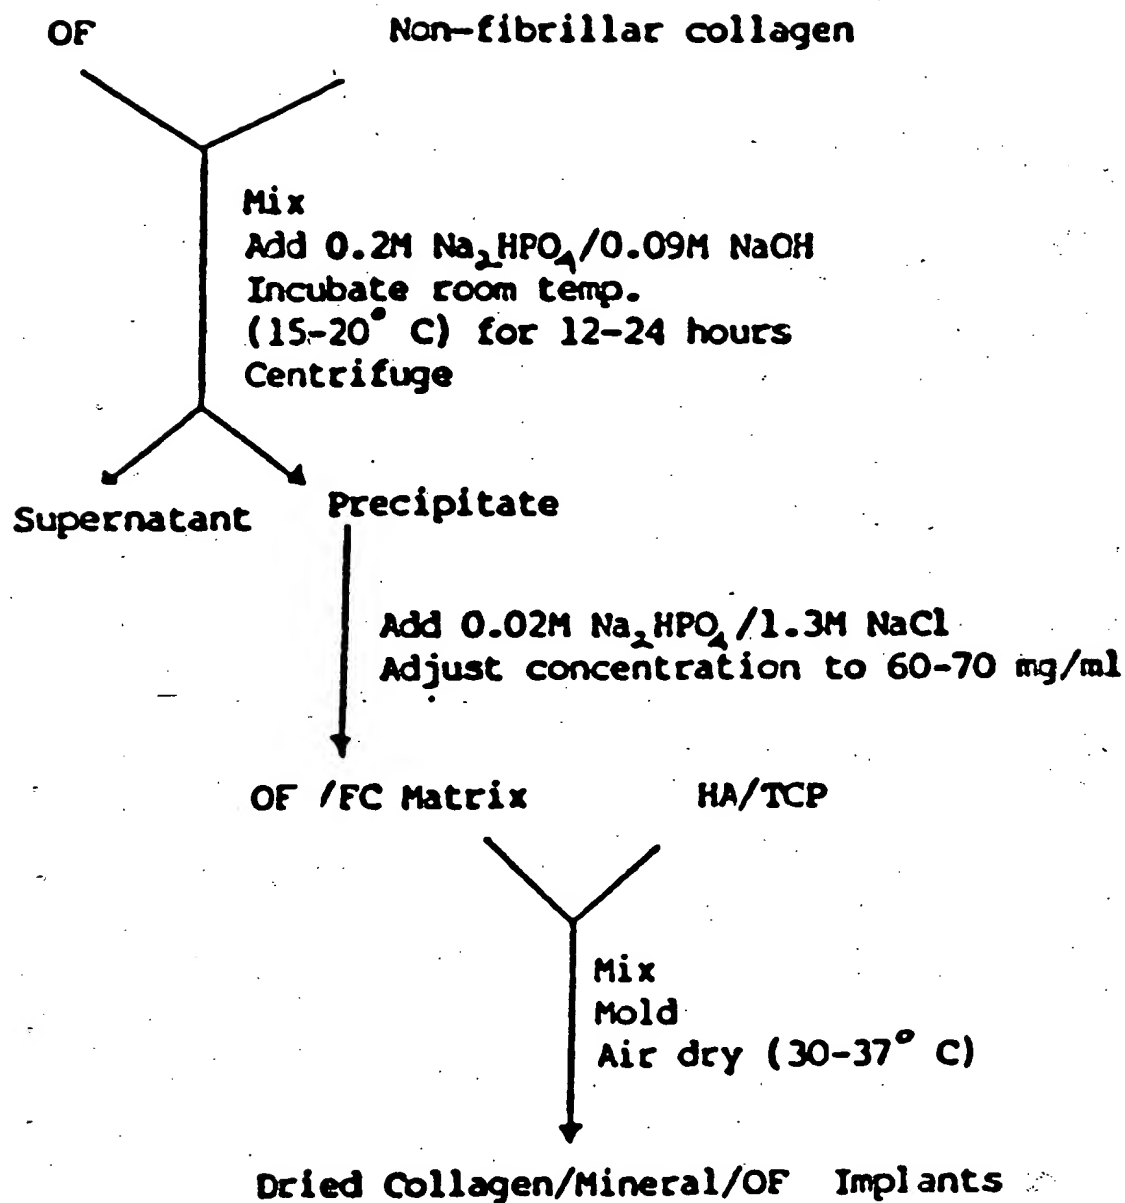 OF Non-fibrillar collagen
Mix
Add 0.2M Na₂HPO₄/0.09M NaOH
Incubate room temp.
(15-20° C) for 12-24 hours
Centrifuge
Supernatant Precipitate
Add 0.02M Na₂HPO₄/1.3M NaCl
Adjust concentration to 60-70 mg/ml
OF /FC Matrix HA/TCP
Mix
Mold
Air dry (30-37° C)
Dried Collagen/Mineral/OF Implants